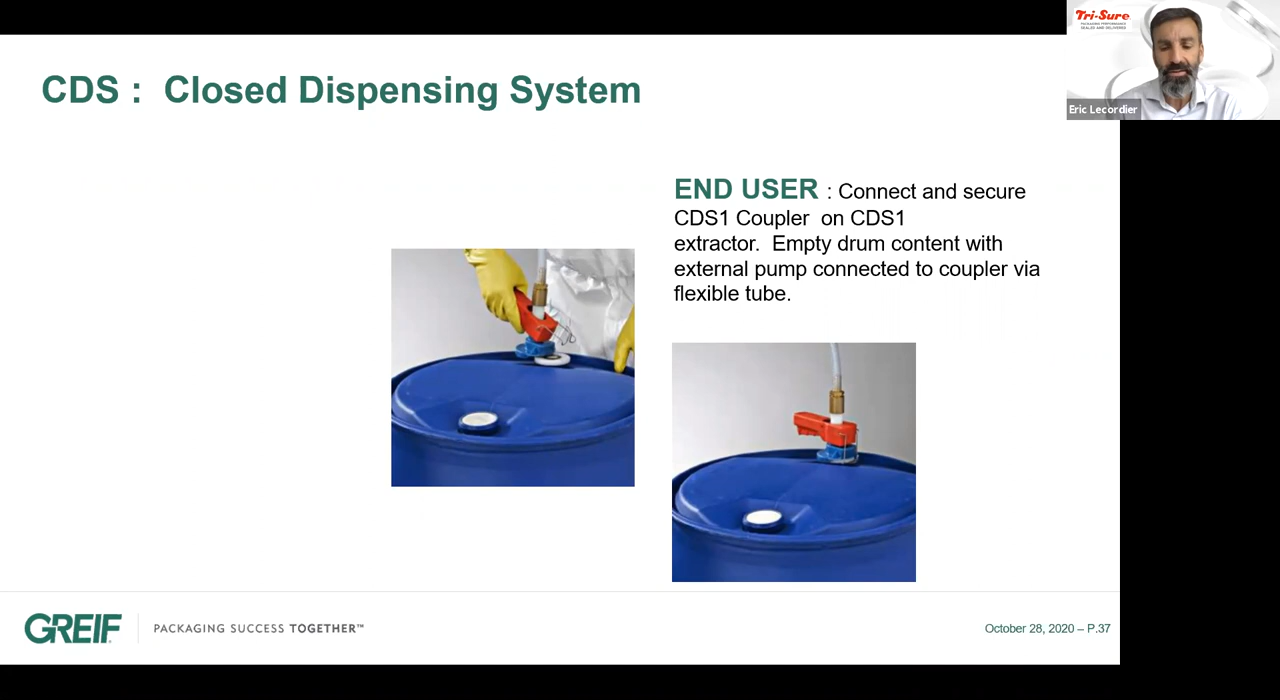 CDS : Closed Dispensing System
Tri-Sure
PACKAGING PERFORMANCE
SEALED AND DELIVERED
Eric Lecordier
END USER : Connect and secure
CDS1 Coupler on CDS1
extractor. Empty drum content with
external pump connected to coupler via
flexible tube.
GREIF
PACKAGING SUCCESS TOGETHER™
October 28, 2020 – P.37